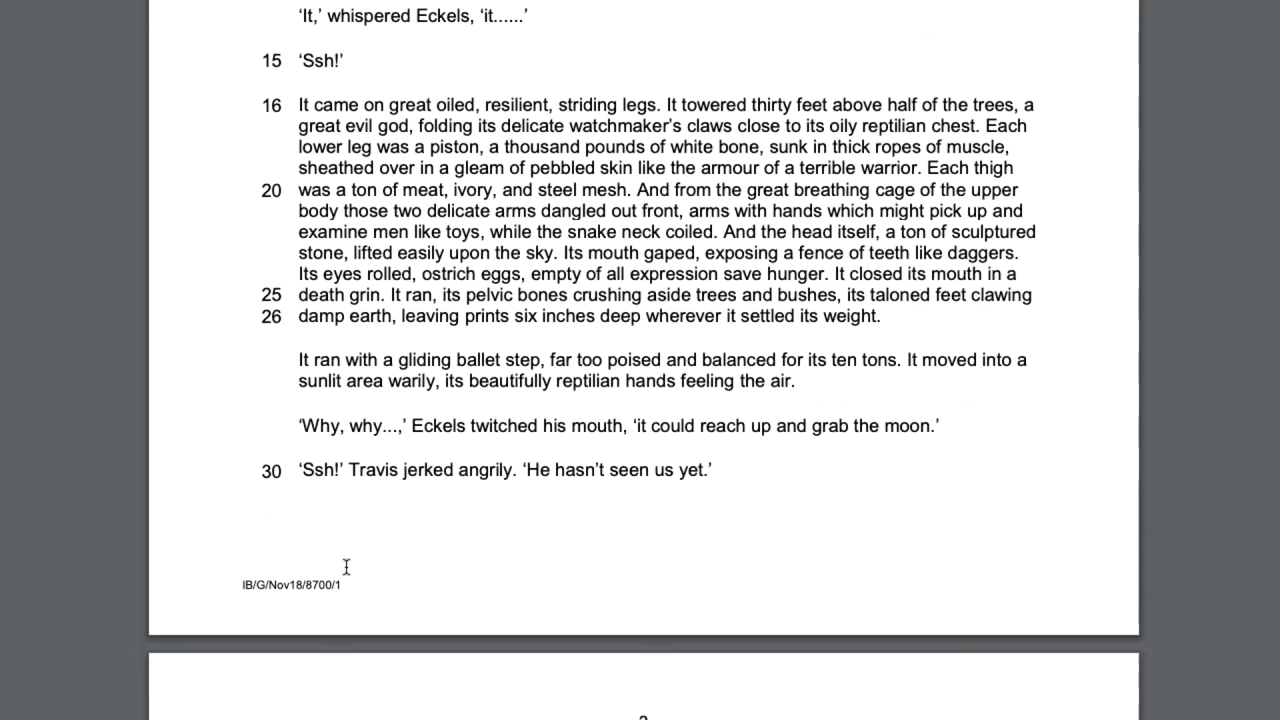 ‘It,’ whispered Eckels, ‘it......’
15 ‘Ssh!’
16 It came on great oiled, resilient, striding legs. It towered thirty feet above half of the trees, a
great evil god, folding its delicate watchmaker’s claws close to its oily reptilian chest. Each
lower leg was a piston, a thousand pounds of white bone, sunk in thick ropes of muscle,
sheathed over in a gleam of pebbled skin like the armour of a terrible warrior. Each thigh
20 was a ton of meat, ivory, and steel mesh. And from the great breathing cage of the upper
body those two delicate arms dangled out front, arms with hands which might pick up and
examine men like toys, while the snake neck coiled. And the head itself, a ton of sculptured
stone, lifted easily upon the sky. Its mouth gaped, exposing a fence of teeth like daggers.
Its eyes rolled, ostrich eggs, empty of all expression save hunger. It closed its mouth in a
25 death grin. It ran, its pelvic bones crushing aside trees and bushes, its taloned feet clawing
26 damp earth, leaving prints six inches deep wherever it settled its weight.
It ran with a gliding ballet step, far too poised and balanced for its ten tons. It moved into a
sunlit area warily, its beautifully reptilian hands feeling the air.
‘Why, why...,’ Eckels twitched his mouth, ‘it could reach up and grab the moon.’
30 ‘Ssh!’ Travis jerked angrily. ‘He hasn’t seen us yet.’
IB/G/Nov18/8700/1